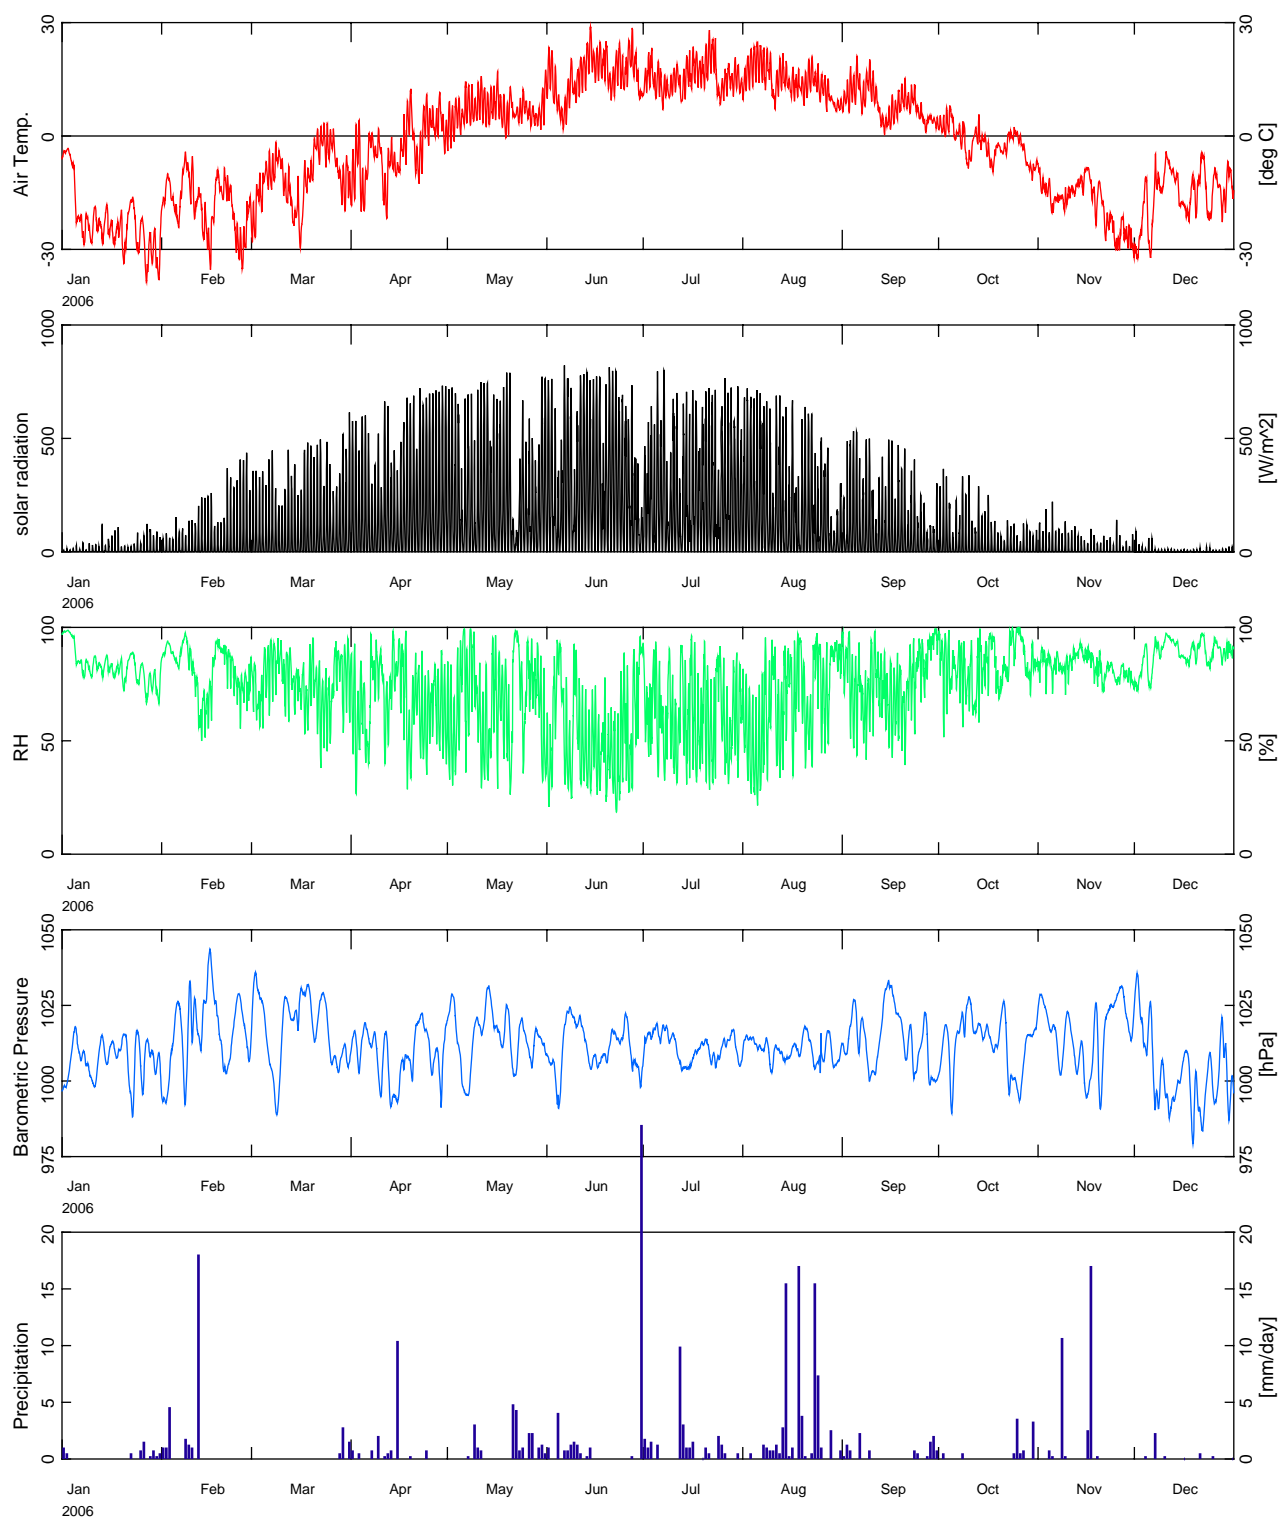 30 30
0 0
-30 -30
Air Temp. [deg C]
Jan Feb Mar Apr May Jun Jul Aug Sep Oct Nov Dec
2006
1000 1000
500 500
0 0
solar radiation [W/m^2]
Jan Feb Mar Apr May Jun Jul Aug Sep Oct Nov Dec
2006
100 100
50 50
0 0
RH [%]
Jan Feb Mar Apr May Jun Jul Aug Sep Oct Nov Dec
2006
1050 1050
1025 1025
1000 1000
975 975
Barometric Pressure [hPa]
Jan Feb Mar Apr May Jun Jul Aug Sep Oct Nov Dec
2006
20 20
15 15
10 10
5 5
0 0
Precipitation [mm/day]
Jan Feb Mar Apr May Jun Jul Aug Sep Oct Nov Dec
2006